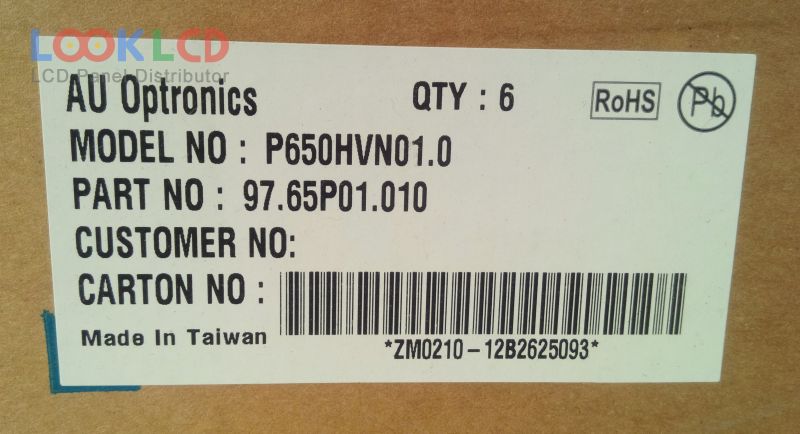 LOOKLCD
LCD Panel Distributor
AU Optronics QTY : 6 RoHS Pb
MODEL NO : P650HVN01.0
PART NO : 97.65P01.010
CUSTOMER NO:
CARTON NO :
Made In Taiwan
*ZM0210-12B2625093*